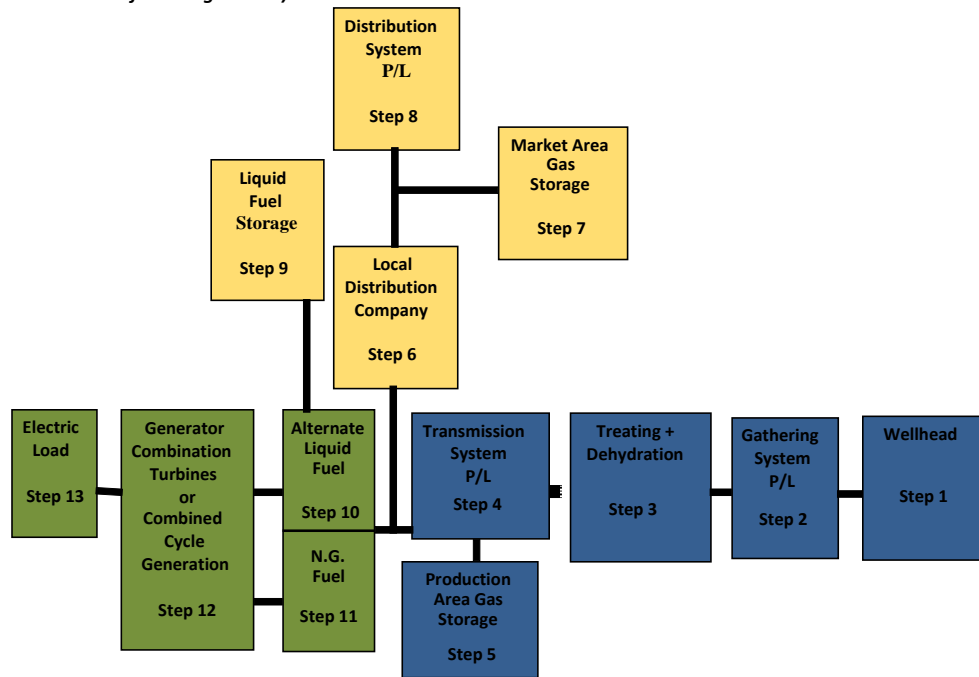 Distribution
System
P/L
Step 8
Market Area
Gas
Storage
Step 7
Liquid
Fuel
Storage
Step 9
Local
Distribution
Company
Step 6
Electric
Load
Step 13
Generator
Combination
Turbines
or
Combined
Cycle
Generation
Step 12
Alternate
Liquid
Fuel
Step 10
N.G.
Fuel
Step 11
Transmission
System
P/L
Step 4
Production
Area Gas
Storage
Step 5
Treating +
Dehydration
Step 3
Gathering
System
P/L
Step 2
Wellhead
Step 1